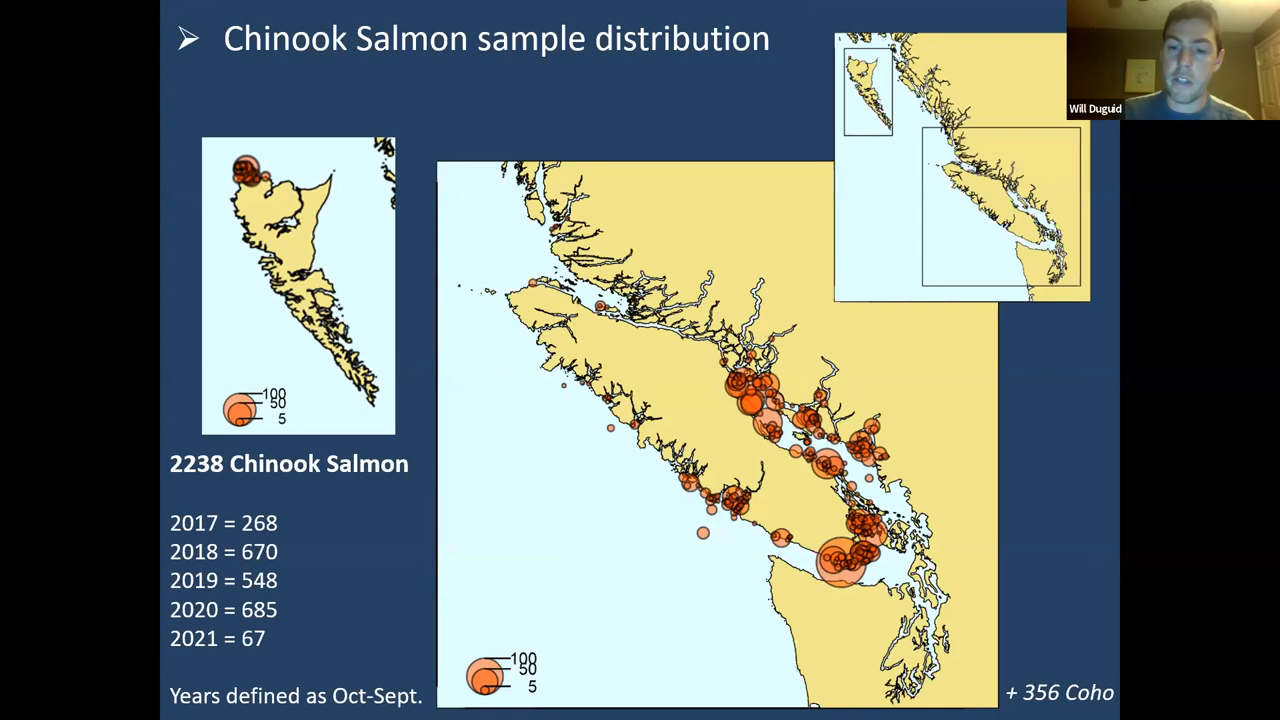 ➢ Chinook Salmon sample distribution
Will Duguid
100
50
5
2238 Chinook Salmon
2017 = 268
2018 = 670
2019 = 548
2020 = 685
2021 = 67
Years defined as Oct-Sept.
100
50
5
+ 356 Coho